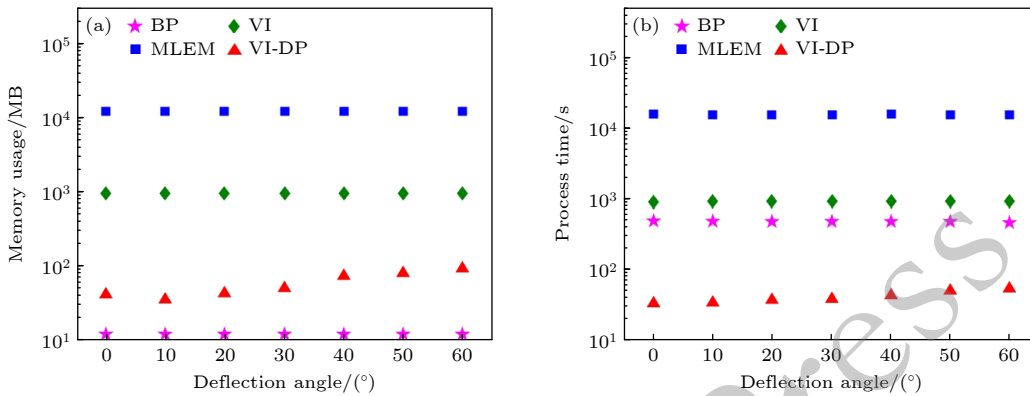 (a)
BP
VI
MLEM
VI-DP
10^5
10^4
10^3
10^2
10^1
Memory usage/MB
0 10 20 30 40 50 60
Deflection angle/(°)
(b)
BP
VI
MLEM
VI-DP
10^5
10^4
10^3
10^2
10^1
Process time/s
0 10 20 30 40 50 60
Deflection angle/(°)
ress